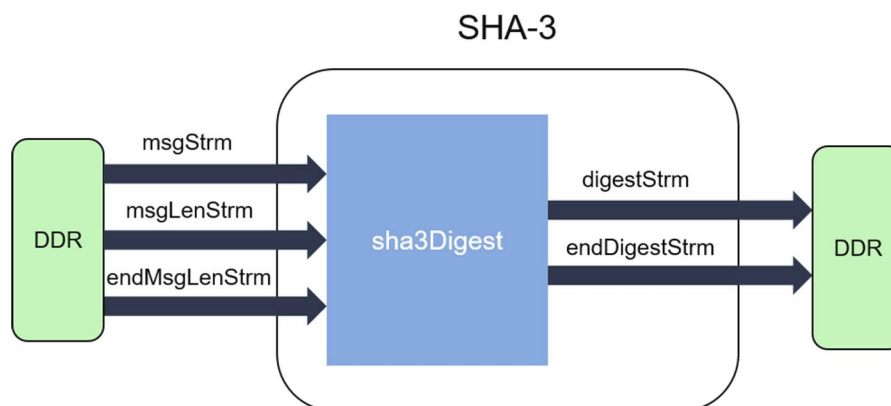 SHA-3
msgStrm
digestStrm
msgLenStrm
DDR
sha3Digest
DDR
endMsgLenStrm
endDigestStrm